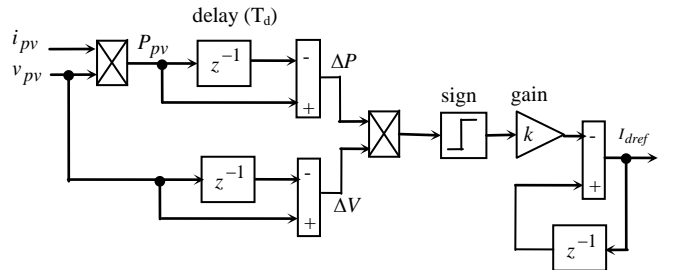 delay (T_d)
i_pv
P_pv
v_pv
z⁻¹
-
+
ΔP
sign
gain
k
-
+
I_dref
z⁻¹
-
+
ΔV
z⁻¹